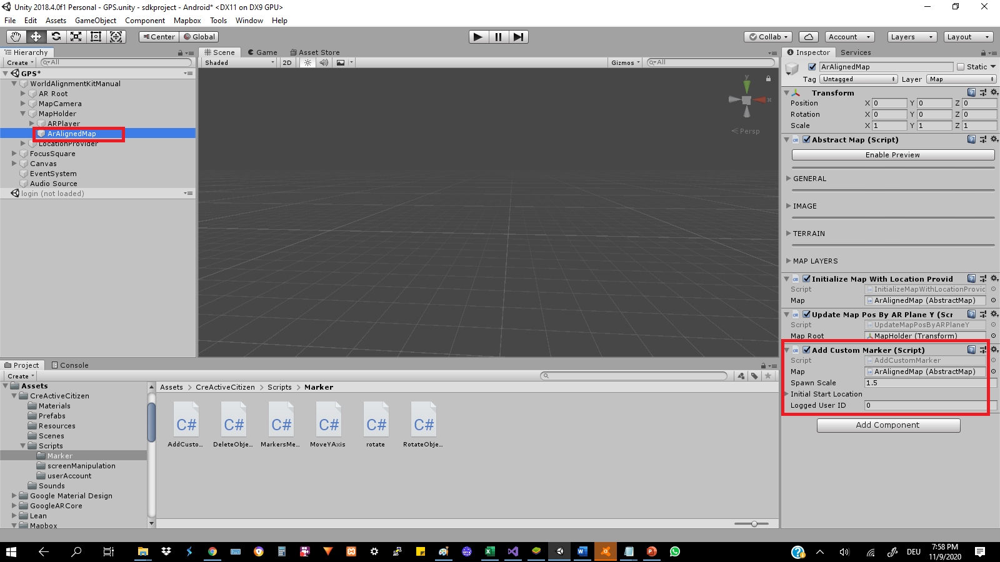 Unity 2018.4.0f1 Personal - GPS.unity - sdkproject - Android* <DX11 on DX9 GPU>
File Edit Assets GameObject Component Mapbox Tools Window Help
Center Global Collab Account Layers Layout
Hierarchy
Create All
GPS*
WorldAlignmentKitManual
AR Root
MapCamera
MapHolder
ARPlayer
ArAlignedMap
LocationProvider
FocusSquare
Canvas
EventSystem
Audio Source
login (not loaded)
Scene Game Asset Store
Shaded 2D Gizmos All
y
x
Persp
Inspector Services
ArAlignedMap Static
Tag Untagged Layer Map
Transform
Position X 0 Y 0 Z 0
Rotation X 0 Y 0 Z 0
Scale X 1 Y 1 Z 1
Abstract Map (Script)
Enable Preview
GENERAL
IMAGE
TERRAIN
MAP LAYERS
Initialize Map With Location Provid
Script InitializeMapWithLocationProvic
Map ArAlignedMap (AbstractMap)
Update Map Pos By AR Plane Y (Scr
Script UpdateMapPosByARPlaneY
Map Root MapHolder (Transform)
Add Custom Marker (Script)
Script AddCustomMarker
Map ArAlignedMap (AbstractMap)
Spawn Scale 1.5
Initial Start Location
Logged User ID 0
Add Component
Project Console
Create
Assets
CreActiveCitizen
Materials
Prefabs
Resources
Scenes
Scripts
Marker
screenManipulation
userAccount
Sounds
Google Material Design
GoogleARCore
Lean
Mapbox
Assets > CreActiveCitizen > Scripts > Marker
C# C# C# C# C# C#
AddCusto... DeleteObje... MarkersMe... MoveYAxis rotate RotateObje...
DEU
7:58 PM
11/9/2020